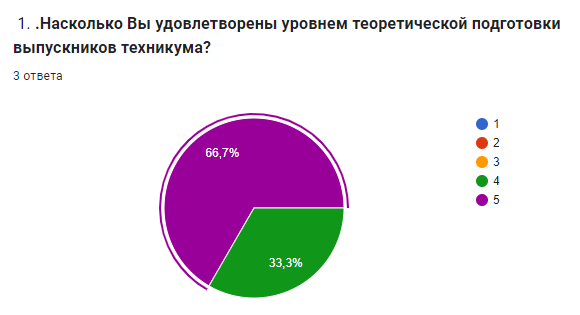 1. .Насколько Вы удовлетворены уровнем теоретической подготовки
выпускников техникума?
3 ответа
66,7%
33,3%
1
2
3
4
5